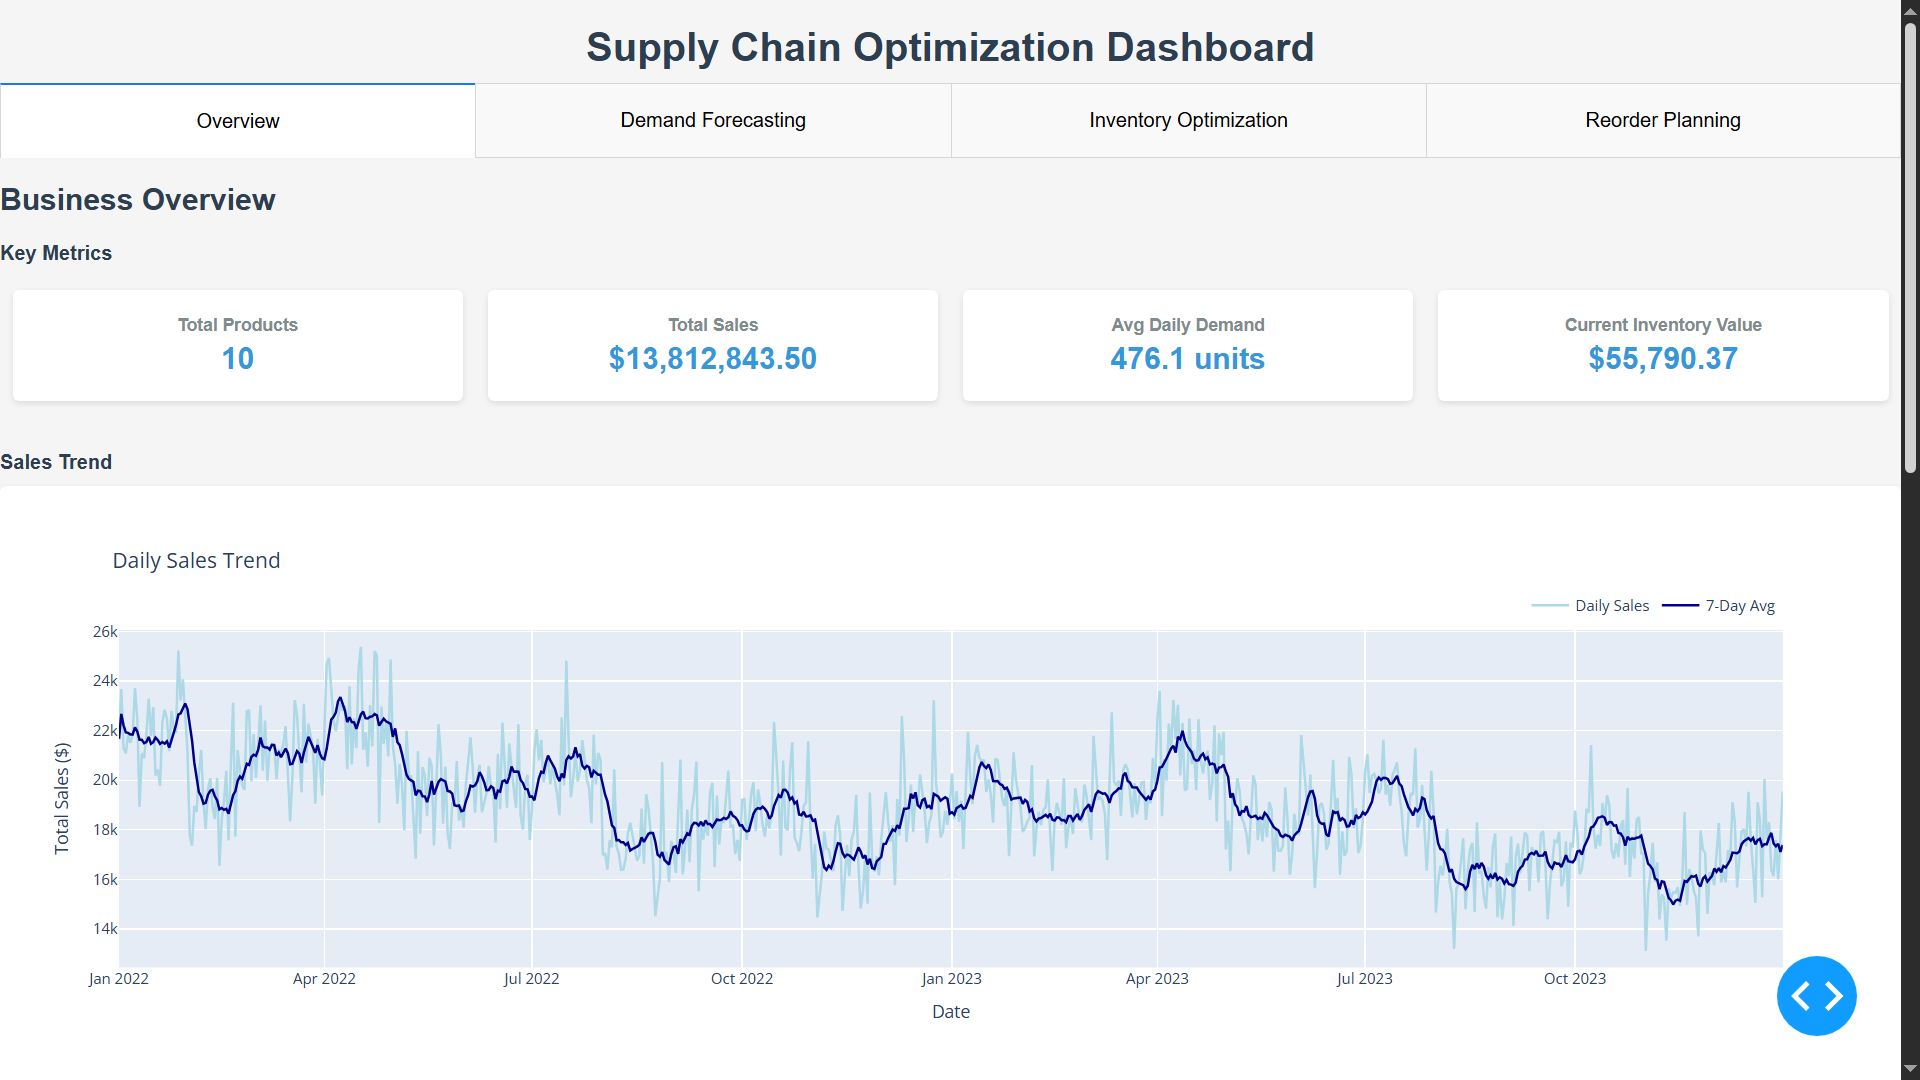 Supply Chain Optimization Dashboard
Overview
Demand Forecasting
Inventory Optimization
Reorder Planning
Business Overview
Key Metrics
Total Products
10
Total Sales
$13,812,843.50
Avg Daily Demand
476.1 units
Current Inventory Value
$55,790.37
Sales Trend
Daily Sales Trend
Daily Sales
7-Day Avg
26k
24k
22k
20k
18k
16k
14k
Total Sales ($)
Jan 2022
Apr 2022
Jul 2022
Oct 2022
Jan 2023
Apr 2023
Jul 2023
Oct 2023
Date